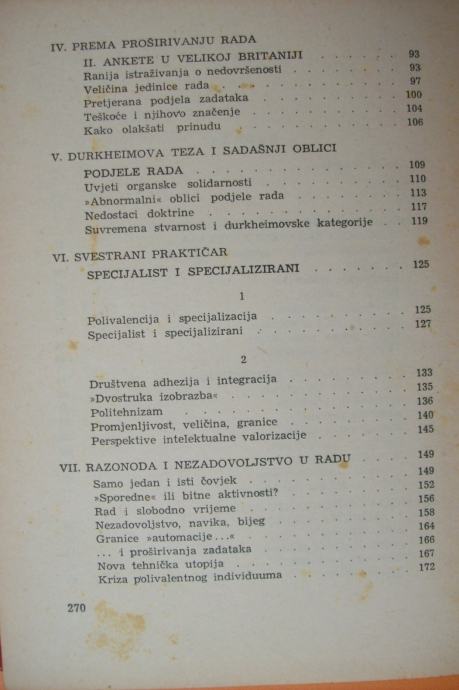 IV. PREMA PROŠIRIVANJU RADA
II. ANKETE U VELIKOJ BRITANIJI . . . . . . 93
Ranija istraživanja o nedovršenosti . . . . . . 93
Veličina jedinice rada . . . . . . . . . . 97
Pretjerana podjela zadataka . . . . . . . . 100
Teškoće i njihovo značenje . . . . . . . . 104
Kako olakšati prinudu . . . . . . . . . 106
V. DURKHEIMOVA TEZA I SADAŠNJI OBLICI
PODJELE RADA . . . . . . . . . . . 109
Uvjeti organske solidarnosti . . . . . . . . 110
»Abnormalni« oblici podjele rada . . . . . . 113
Nedostaci doktrine . . . . . . . . . . 117
Suvremena stvarnost i durkheimovske kategorije . . 119
VI. SVESTRANI PRAKTIČAR
SPECIJALIST I SPECIJALIZIRANI . . . . . . 125
1
Polivalencija i specijalizacija . . . . . . . . 125
Specijalist i specijalizirani . . . . . . . . . 127
2
Društvena adhezija i integracija . . . . . . . 133
»Dvostruka izobrazba« . . . . . . . . . 135
Politehnizam . . . . . . . . . . . 136
Promjenljivost, veličina, granice . . . . . . . 140
Perspektive intelektualne valorizacije . . . . . . 145
VII. RAZONODA I NEZADOVOLJSTVO U RADU . . . . 149
Samo jedan i isti čovjek . . . . . . . . . 149
»Sporedne« ili bitne aktivnosti? . . . . . . . 152
Rad i slobodno vrijeme . . . . . . . . . 156
Nezadovoljstvo, navika, bijeg . . . . . . . . 158
Granice »automacije ...« . . . . . . . . . 164
... i proširivanja zadataka . . . . . . . . 166
Nova tehnička utopija . . . . . . . . . 167
Kriza polivalentnog individuuma . . . . . . . 172
270